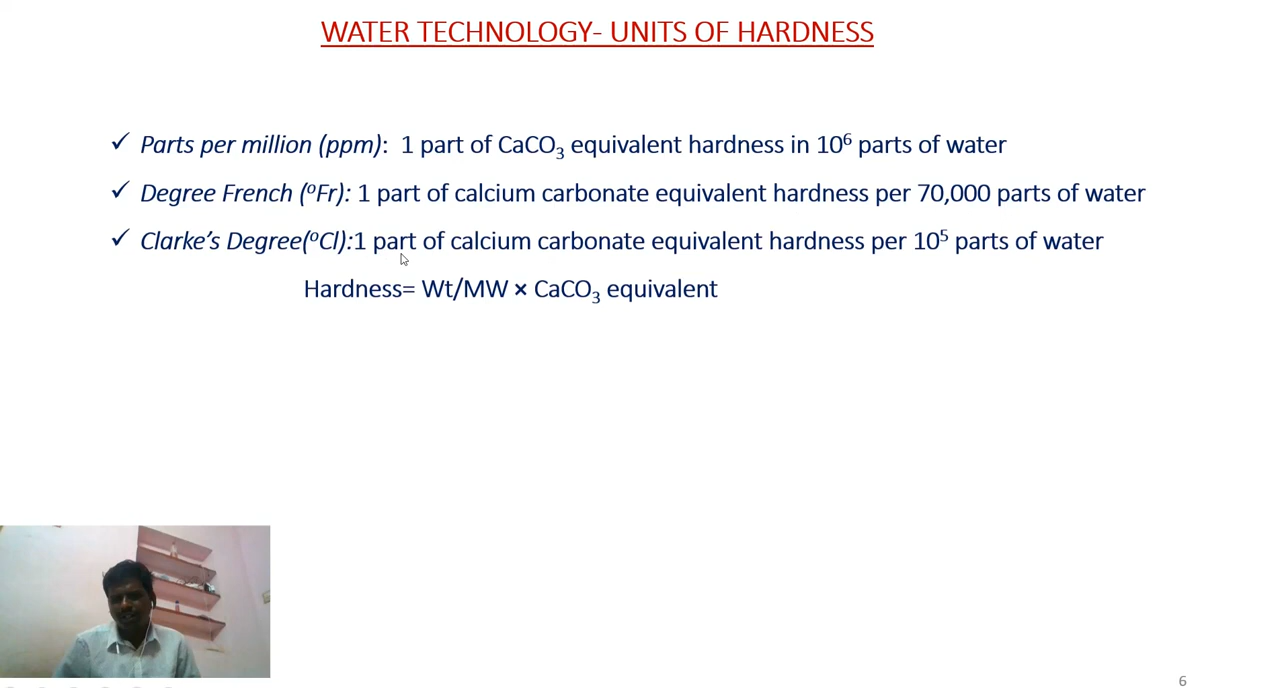 WATER TECHNOLOGY- UNITS OF HARDNESS
✓ Parts per million (ppm): 1 part of CaCO₃ equivalent hardness in 10⁶ parts of water
✓ Degree French (ᵒFr): 1 part of calcium carbonate equivalent hardness per 70,000 parts of water
✓ Clarke's Degree(ᵒCl):1 part of calcium carbonate equivalent hardness per 10⁵ parts of water
Hardness= Wt/MW × CaCO₃ equivalent
6